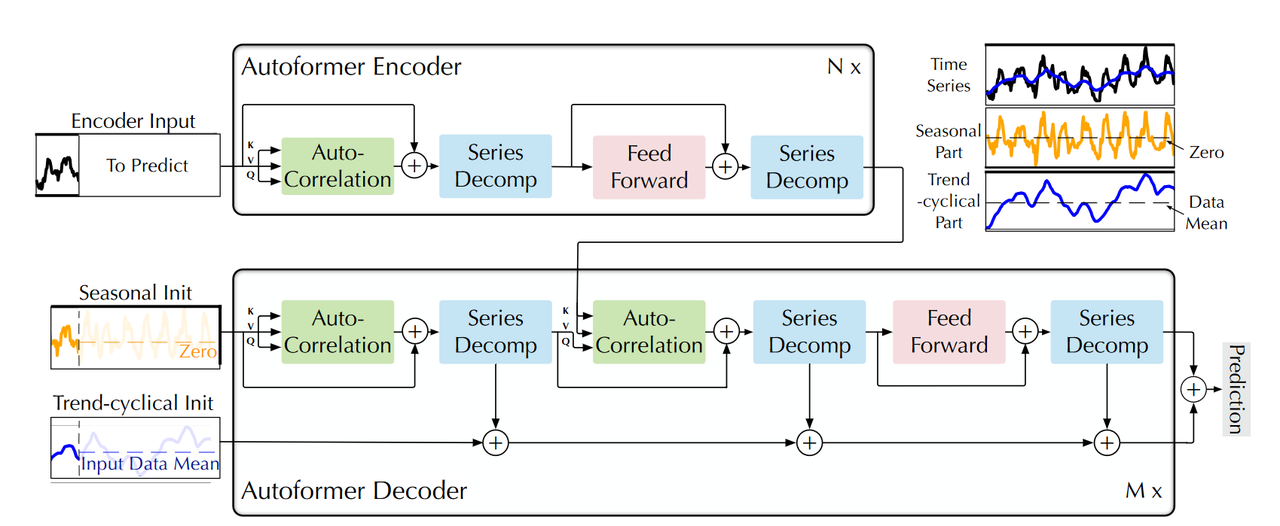 Autoformer Encoder
N x
Encoder Input
To Predict
K
V
Q
Auto-
Correlation
+
Series
Decomp
Feed
Forward
+
Series
Decomp
Time
Series
Seasonal
Part
Zero
Trend
-cyclical
Part
Data
Mean
Seasonal Init
Zero
K
V
Q
Auto-
Correlation
+
Series
Decomp
K
V
Q
Auto-
Correlation
+
Series
Decomp
Feed
Forward
+
Series
Decomp
+
Prediction
Trend-cyclical Init
Input Data Mean
+
+
+
Autoformer Decoder
M x